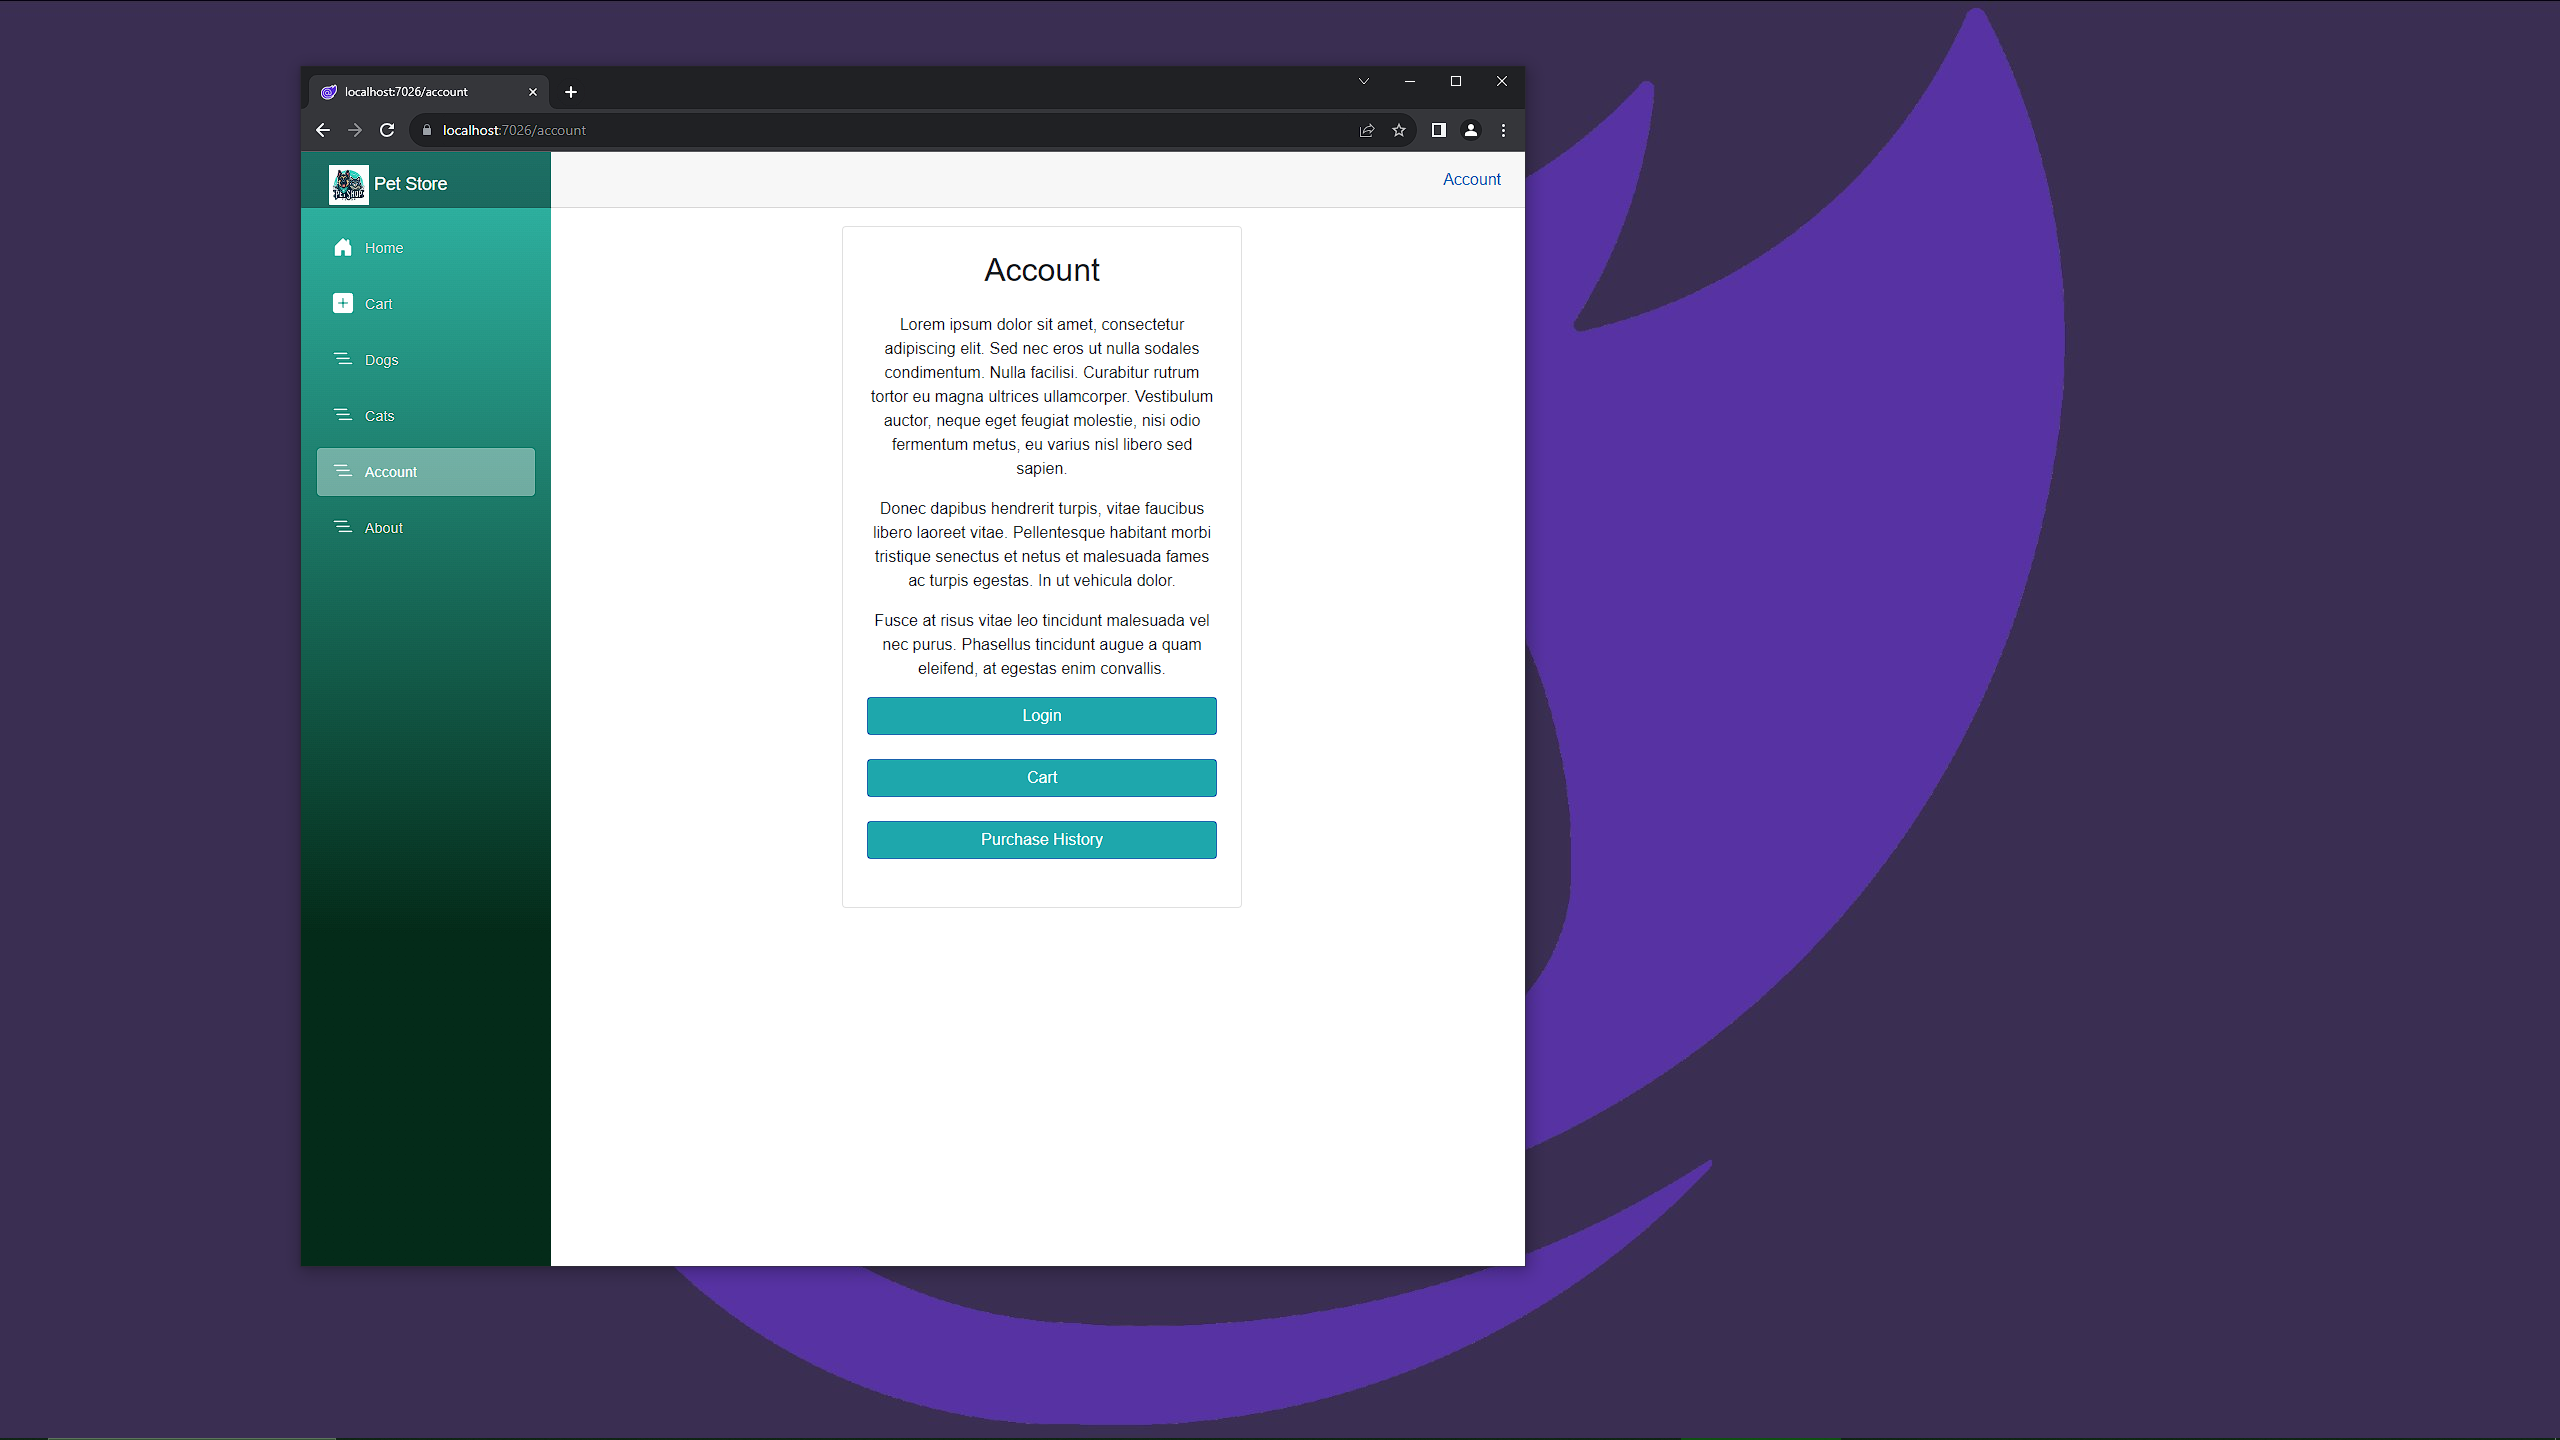 localhost:7026/account
localhost:7026/account
PET SHOP
Pet Store
Account
Home
Cart
Dogs
Cats
Account
About
Account
Lorem ipsum dolor sit amet, consectetur
adipiscing elit. Sed nec eros ut nulla sodales
condimentum. Nulla facilisi. Curabitur rutrum
tortor eu magna ultrices ullamcorper. Vestibulum
auctor, neque eget feugiat molestie, nisi odio
fermentum metus, eu varius nisl libero sed
sapien.
Donec dapibus hendrerit turpis, vitae faucibus
libero laoreet vitae. Pellentesque habitant morbi
tristique senectus et netus et malesuada fames
ac turpis egestas. In ut vehicula dolor.
Fusce at risus vitae leo tincidunt malesuada vel
nec purus. Phasellus tincidunt augue a quam
eleifend, at egestas enim convallis.
Login
Cart
Purchase History